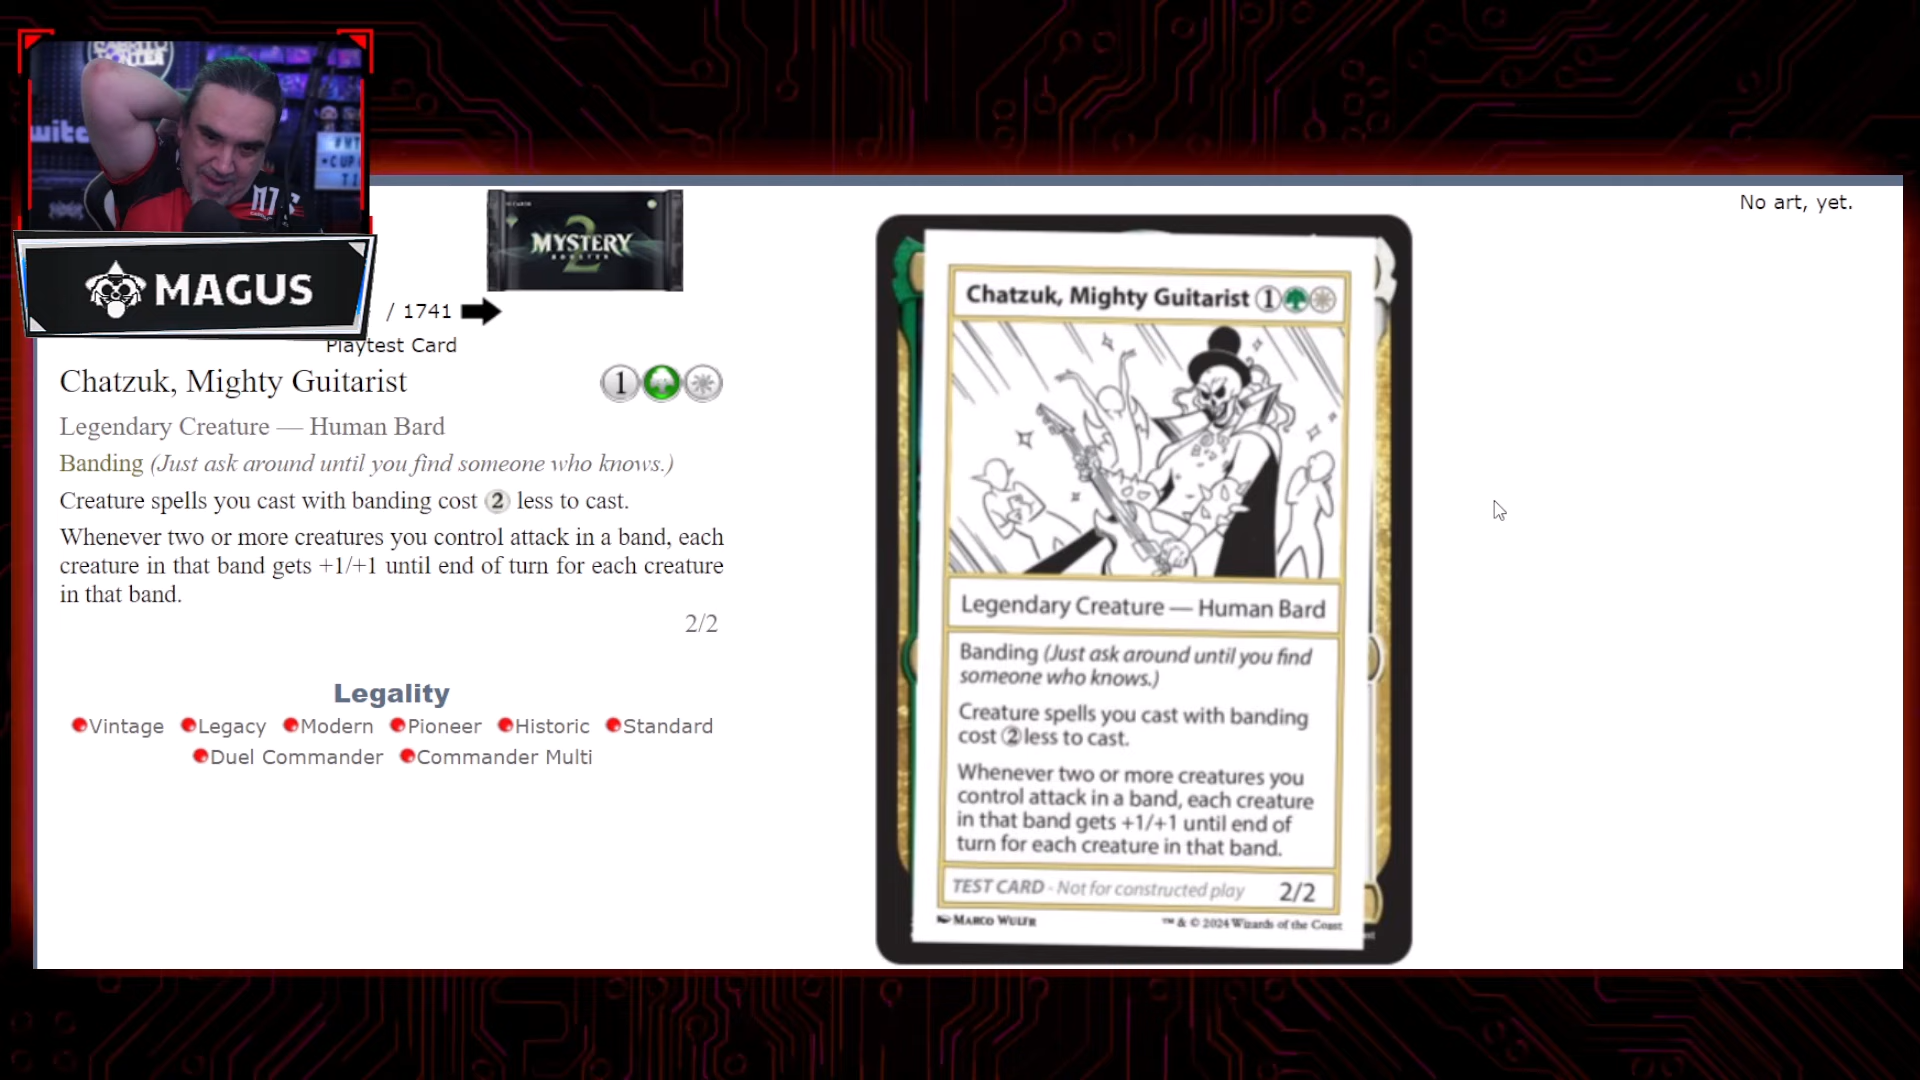 MAGUS
MYSTERY
BOOSTER
2
/ 1741
Playtest Card
Chatzuk, Mighty Guitarist 1
Legendary Creature — Human Bard
Banding (Just ask around until you find someone who knows.)
Creature spells you cast with banding cost 2 less to cast.
Whenever two or more creatures you control attack in a band, each
creature in that band gets +1/+1 until end of turn for each creature
in that band.
2/2
Legality
Vintage Legacy Modern Pioneer Historic Standard
Duel Commander Commander Multi
No art, yet.
Chatzuk, Mighty Guitarist 1
Legendary Creature — Human Bard
Banding (Just ask around until you find
someone who knows.)
Creature spells you cast with banding
cost 2 less to cast.
Whenever two or more creatures you
control attack in a band, each creature
in that band gets +1/+1 until end of
turn for each creature in that band.
TEST CARD - Not for constructed play 2/2
MARCO WULFR
™ & © 2024 Wizards of the Coast